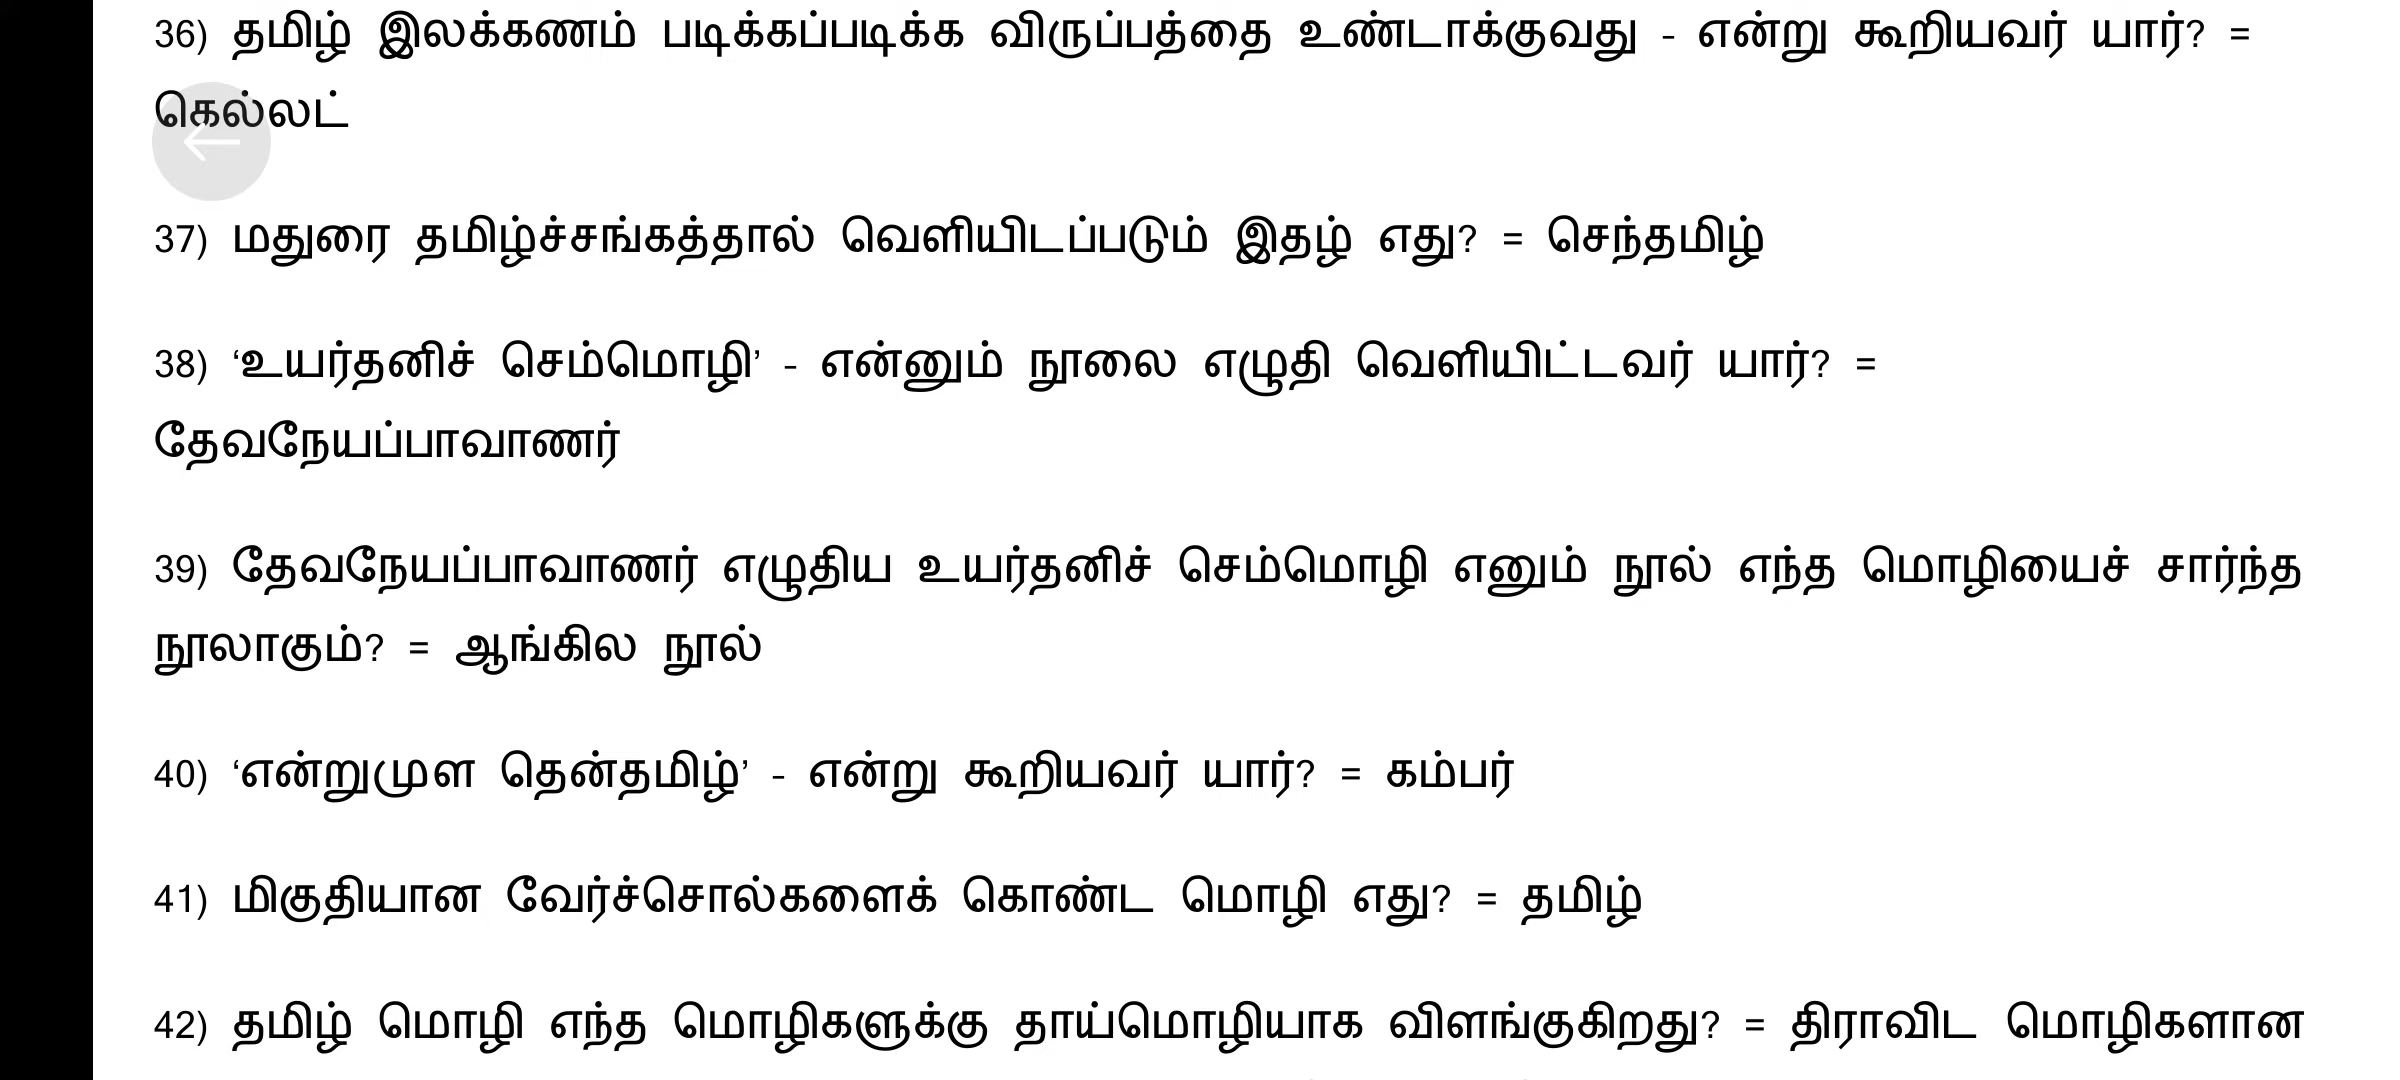 36) தமிழ் இலக்கணம் படிக்கப்படிக்க விருப்பத்தை உண்டாக்குவது - என்று கூறியவர் யார்? =
கெல்லட்
37) மதுரை தமிழ்ச்சங்கத்தால் வெளியிடப்படும் இதழ் எது? = செந்தமிழ்
38) ‘உயர்தனிச் செம்மொழி’ - என்னும் நூலை எழுதி வெளியிட்டவர் யார்? =
தேவநேயப்பாவாணர்
39) தேவநேயப்பாவாணர் எழுதிய உயர்தனிச் செம்மொழி எனும் நூல் எந்த மொழியைச் சார்ந்த
நூலாகும்? = ஆங்கில நூல்
40) ‘என்றுமுள தென்தமிழ்’ - என்று கூறியவர் யார்? = கம்பர்
41) மிகுதியான வேர்ச்சொல்களைக் கொண்ட மொழி எது? = தமிழ்
42) தமிழ் மொழி எந்த மொழிகளுக்கு தாய்மொழியாக விளங்குகிறது? = திராவிட மொழிகளான